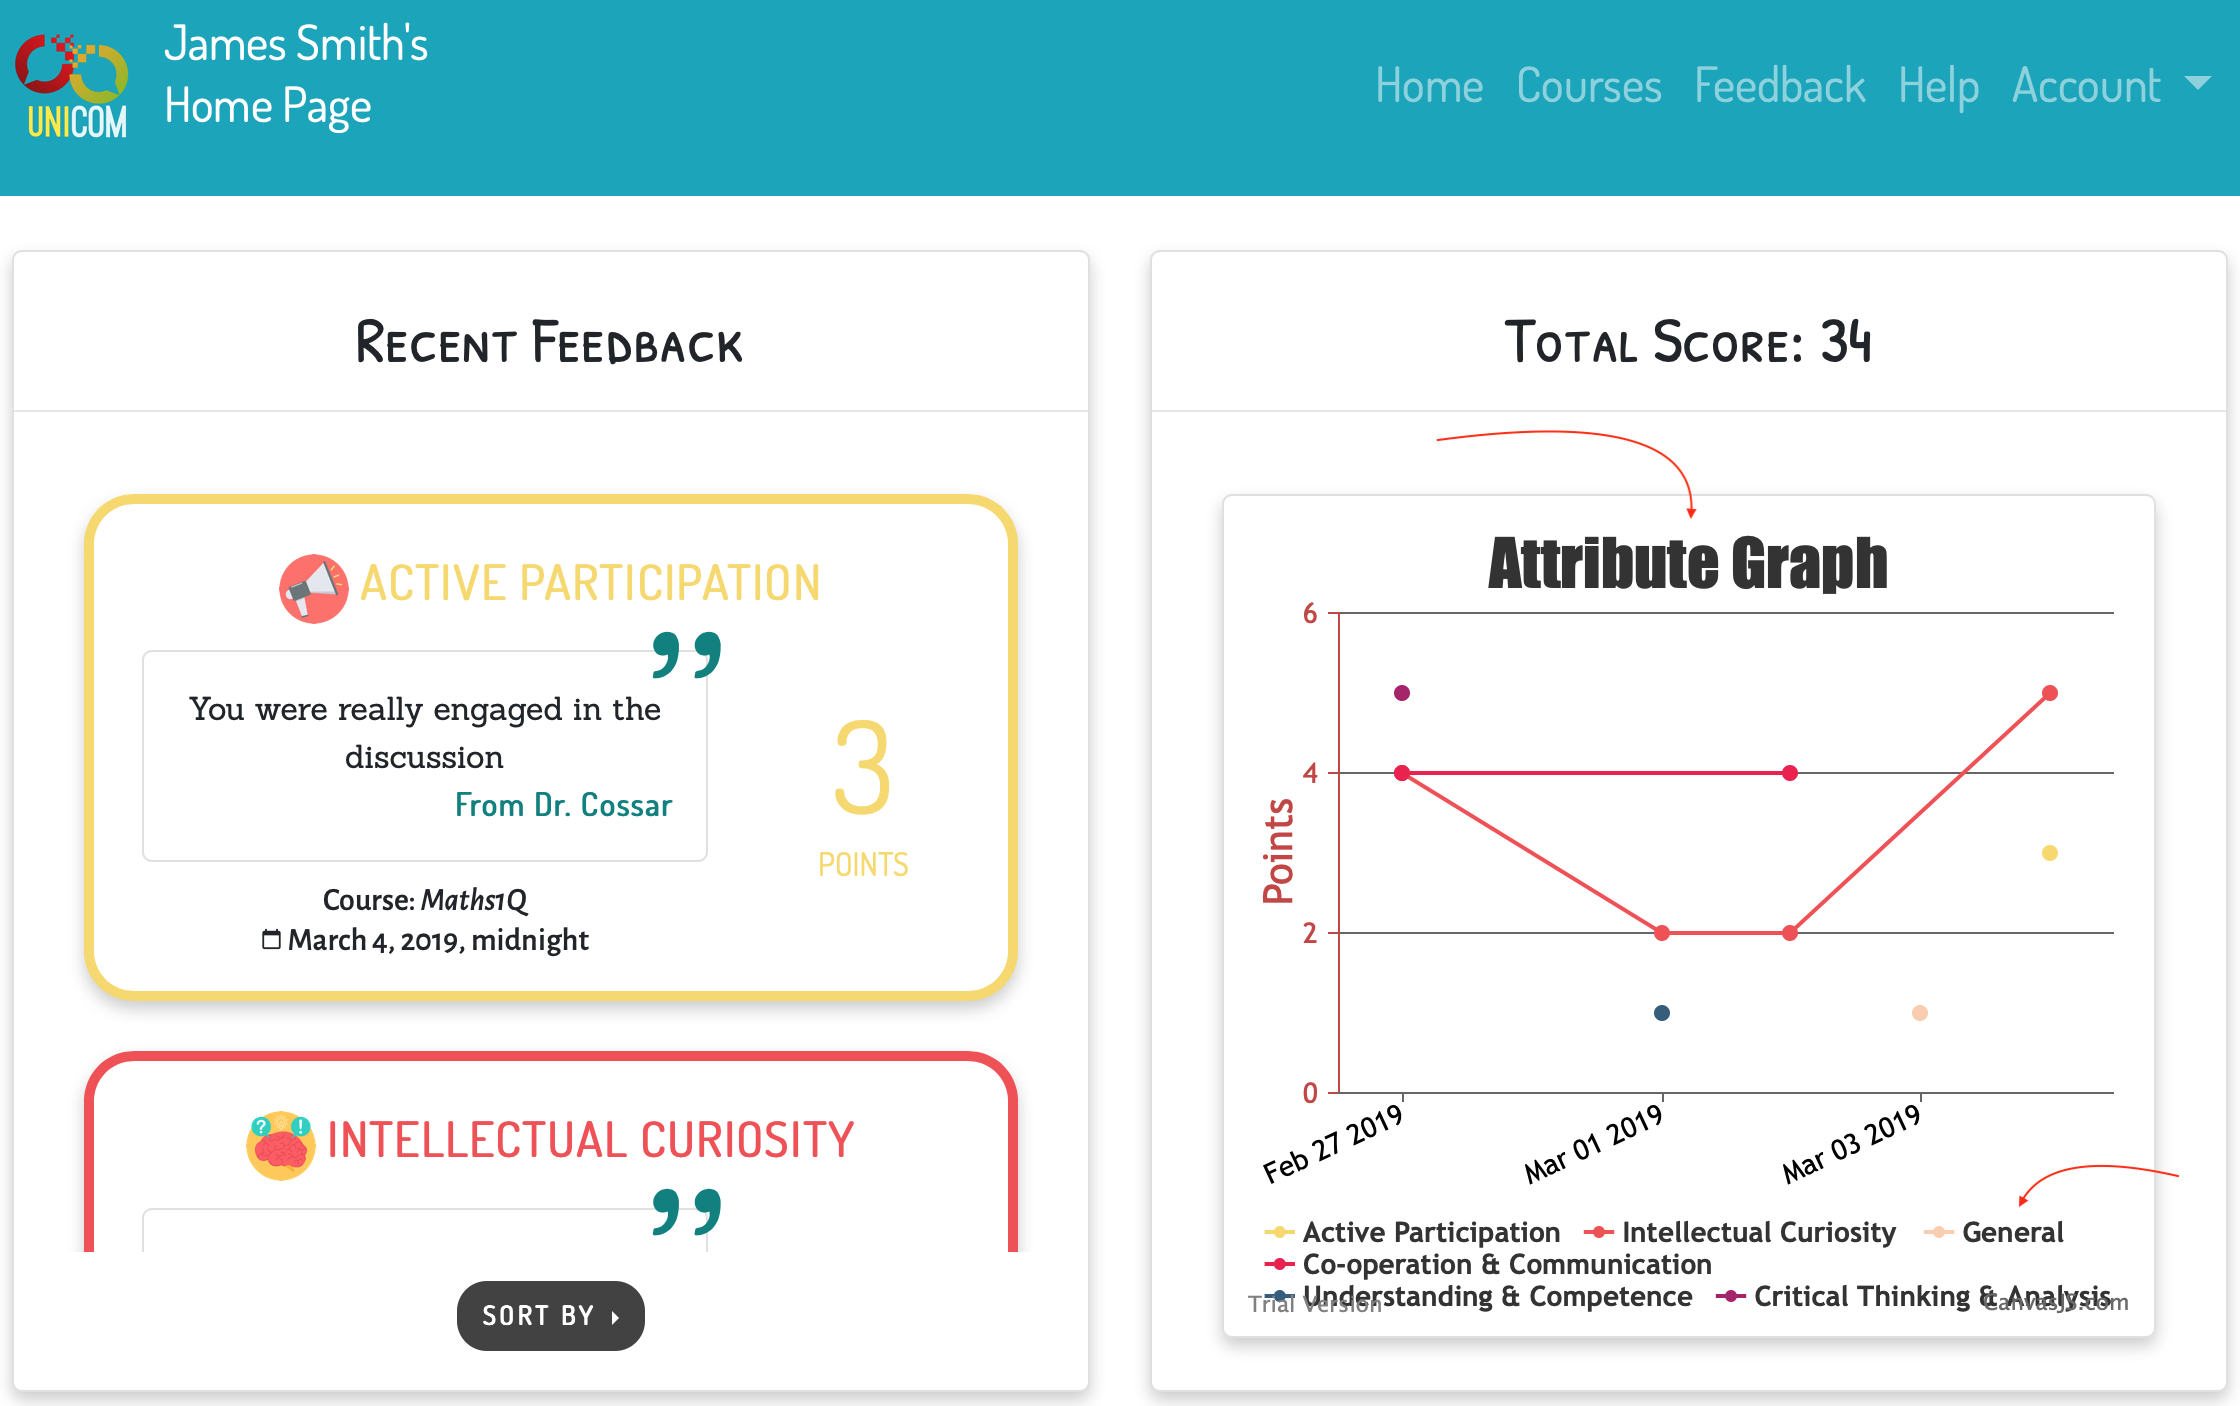 James Smith's
Home Page
UNICOM
Home Courses Feedback Help Account
Recent Feedback
ACTIVE PARTICIPATION
You were really engaged in the
discussion
From Dr. Cossar
3
POINTS
Course: Maths1Q
March 4, 2019, midnight
INTELLECTUAL CURIOSITY
? !
SORT BY
Total Score: 34
Attribute Graph
6
4
2
0
Points
Feb 27 2019
Mar 01 2019
Mar 03 2019
Active Participation Intellectual Curiosity General
Co-operation & Communication
Understanding & Competence Critical Thinking & Analysis
Trial Version CanvasJS.com